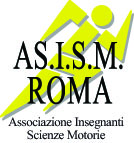 AS.I.S.M.
ROMA
Associazione Insegnanti
Scienze Motorie